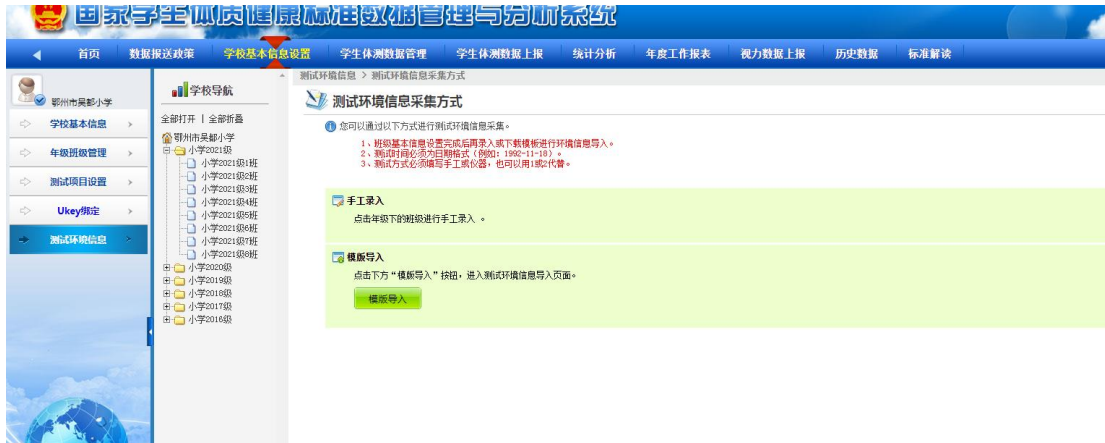 国家学生体质健康标准数据管理与分析系统
首页 数据报送政策 学校基本信息设置 学生体测数据管理 学生体测数据上报 统计分析 年度工作报表 视力数据上报 历史数据 标准解读
鄂州市吴都小学
学校基本信息
年级班级管理
测试项目设置
Ukey绑定
测试环境信息
学校导航
全部打开 | 全部折叠
鄂州市吴都小学
小学2021级
小学2021级1班
小学2021级2班
小学2021级3班
小学2021级4班
小学2021级5班
小学2021级6班
小学2021级7班
小学2021级8班
小学2020级
小学2019级
小学2018级
小学2017级
小学2016级
测试环境信息 > 测试环境信息采集方式
测试环境信息采集方式
您可以通过以下方式进行测试环境信息采集。
1、班级基本信息设置完成后再录入或下载模板进行环境信息导入。
2、测试时间必须为日期格式（例如：1992-11-18）。
3、测试方式必须填写手工或仪器，也可以用1或2代替。
手工录入
点击年级下的班级进行手工录入 。
模版导入
点击下方“模版导入”按钮，进入测试环境信息导入页面。
模版导入